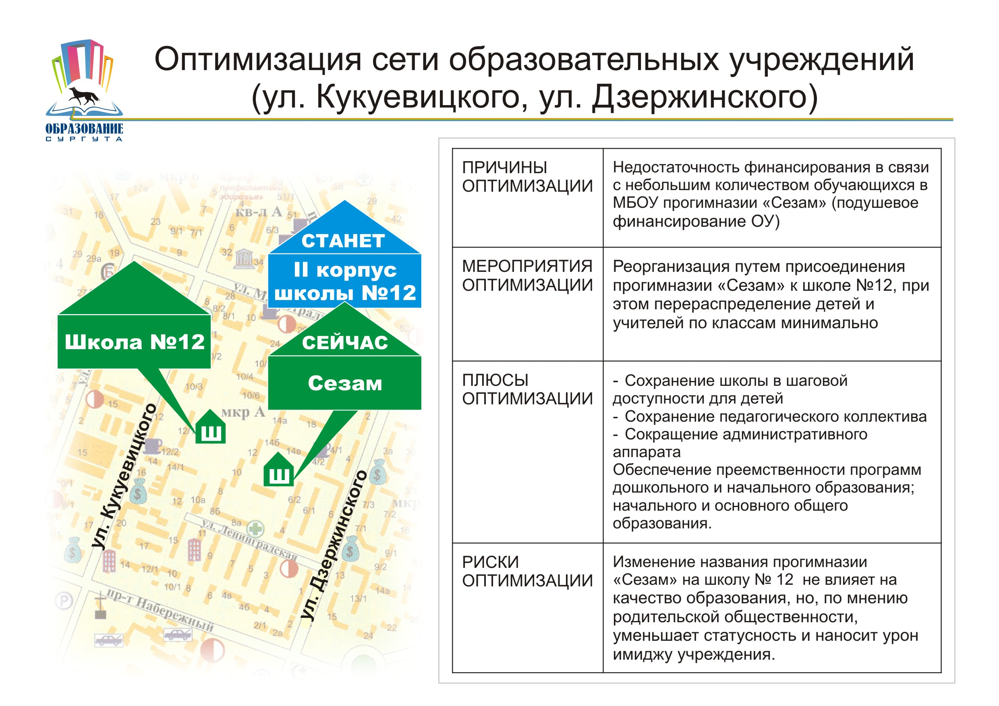 Оптимизация сети образовательных учреждений
(ул. Кукуевицкого, ул. Дзержинского)
ОБРАЗОВАНИЕ
СУРГУТА
СТАНЕТ
II корпус
школы №12
Школа №12
СЕЙЧАС
Сезам
Ш
Ш
ул. Кукуевицкого
ул. Дзержинского
мкр 6
«Центр
профилактики
здоровья»
кв-л А
мкр А
ул. Ленинградская
пр-т Набережный
ПРИЧИНЫ
ОПТИМИЗАЦИИ
Недостаточность финансирования в связи
с небольшим количеством обучающихся в
МБОУ прогимназии «Сезам» (подушевое
финансирование ОУ)
МЕРОПРИЯТИЯ
ОПТИМИЗАЦИИ
Реорганизация путем присоединения
прогимназии «Сезам» к школе №12, при
этом перераспределение детей и
учителей по классам минимально
ПЛЮСЫ
ОПТИМИЗАЦИИ
- Сохранение школы в шаговой
доступности для детей
- Сохранение педагогического коллектива
- Сокращение административного
аппарата
Обеспечение преемственности программ
дошкольного и начального образования;
начального и основного общего
образования.
РИСКИ
ОПТИМИЗАЦИИ
Изменение названия прогимназии
«Сезам» на школу № 12 не влияет на
качество образования, но, по мнению
родительской общественности,
уменьшает статусность и наносит урон
имиджу учреждения.